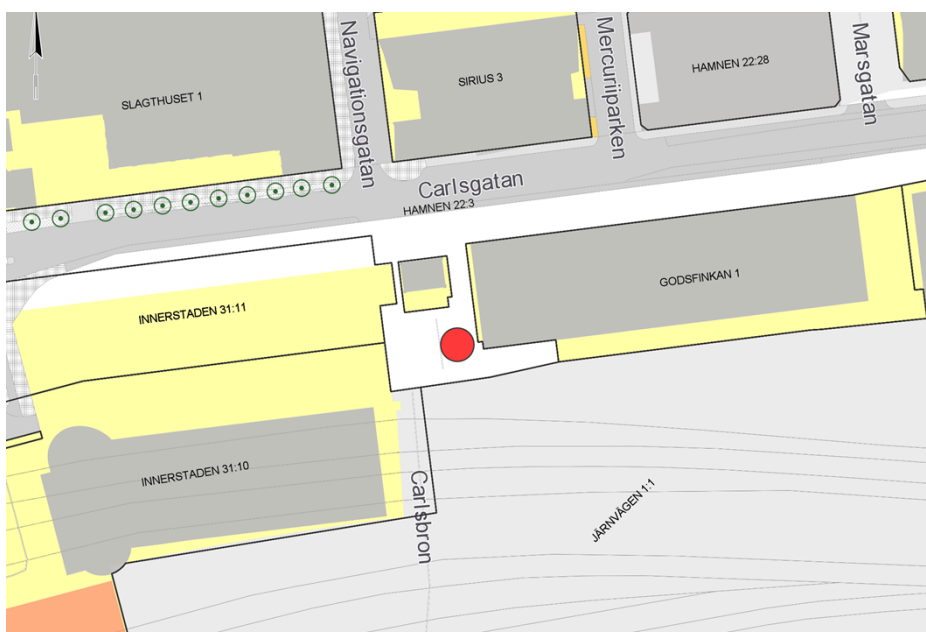 Navigationsgatan
Mercuriiparken
Marsgatan
SLAGTHUSET 1
SIRIUS 3
HAMNEN 22:28
Carlsgatan
HAMNEN 22:3
GODSFINKAN 1
INNERSTADEN 31:11
INNERSTADEN 31:10
Carlsbron
JÄRNVÄGEN 1:1